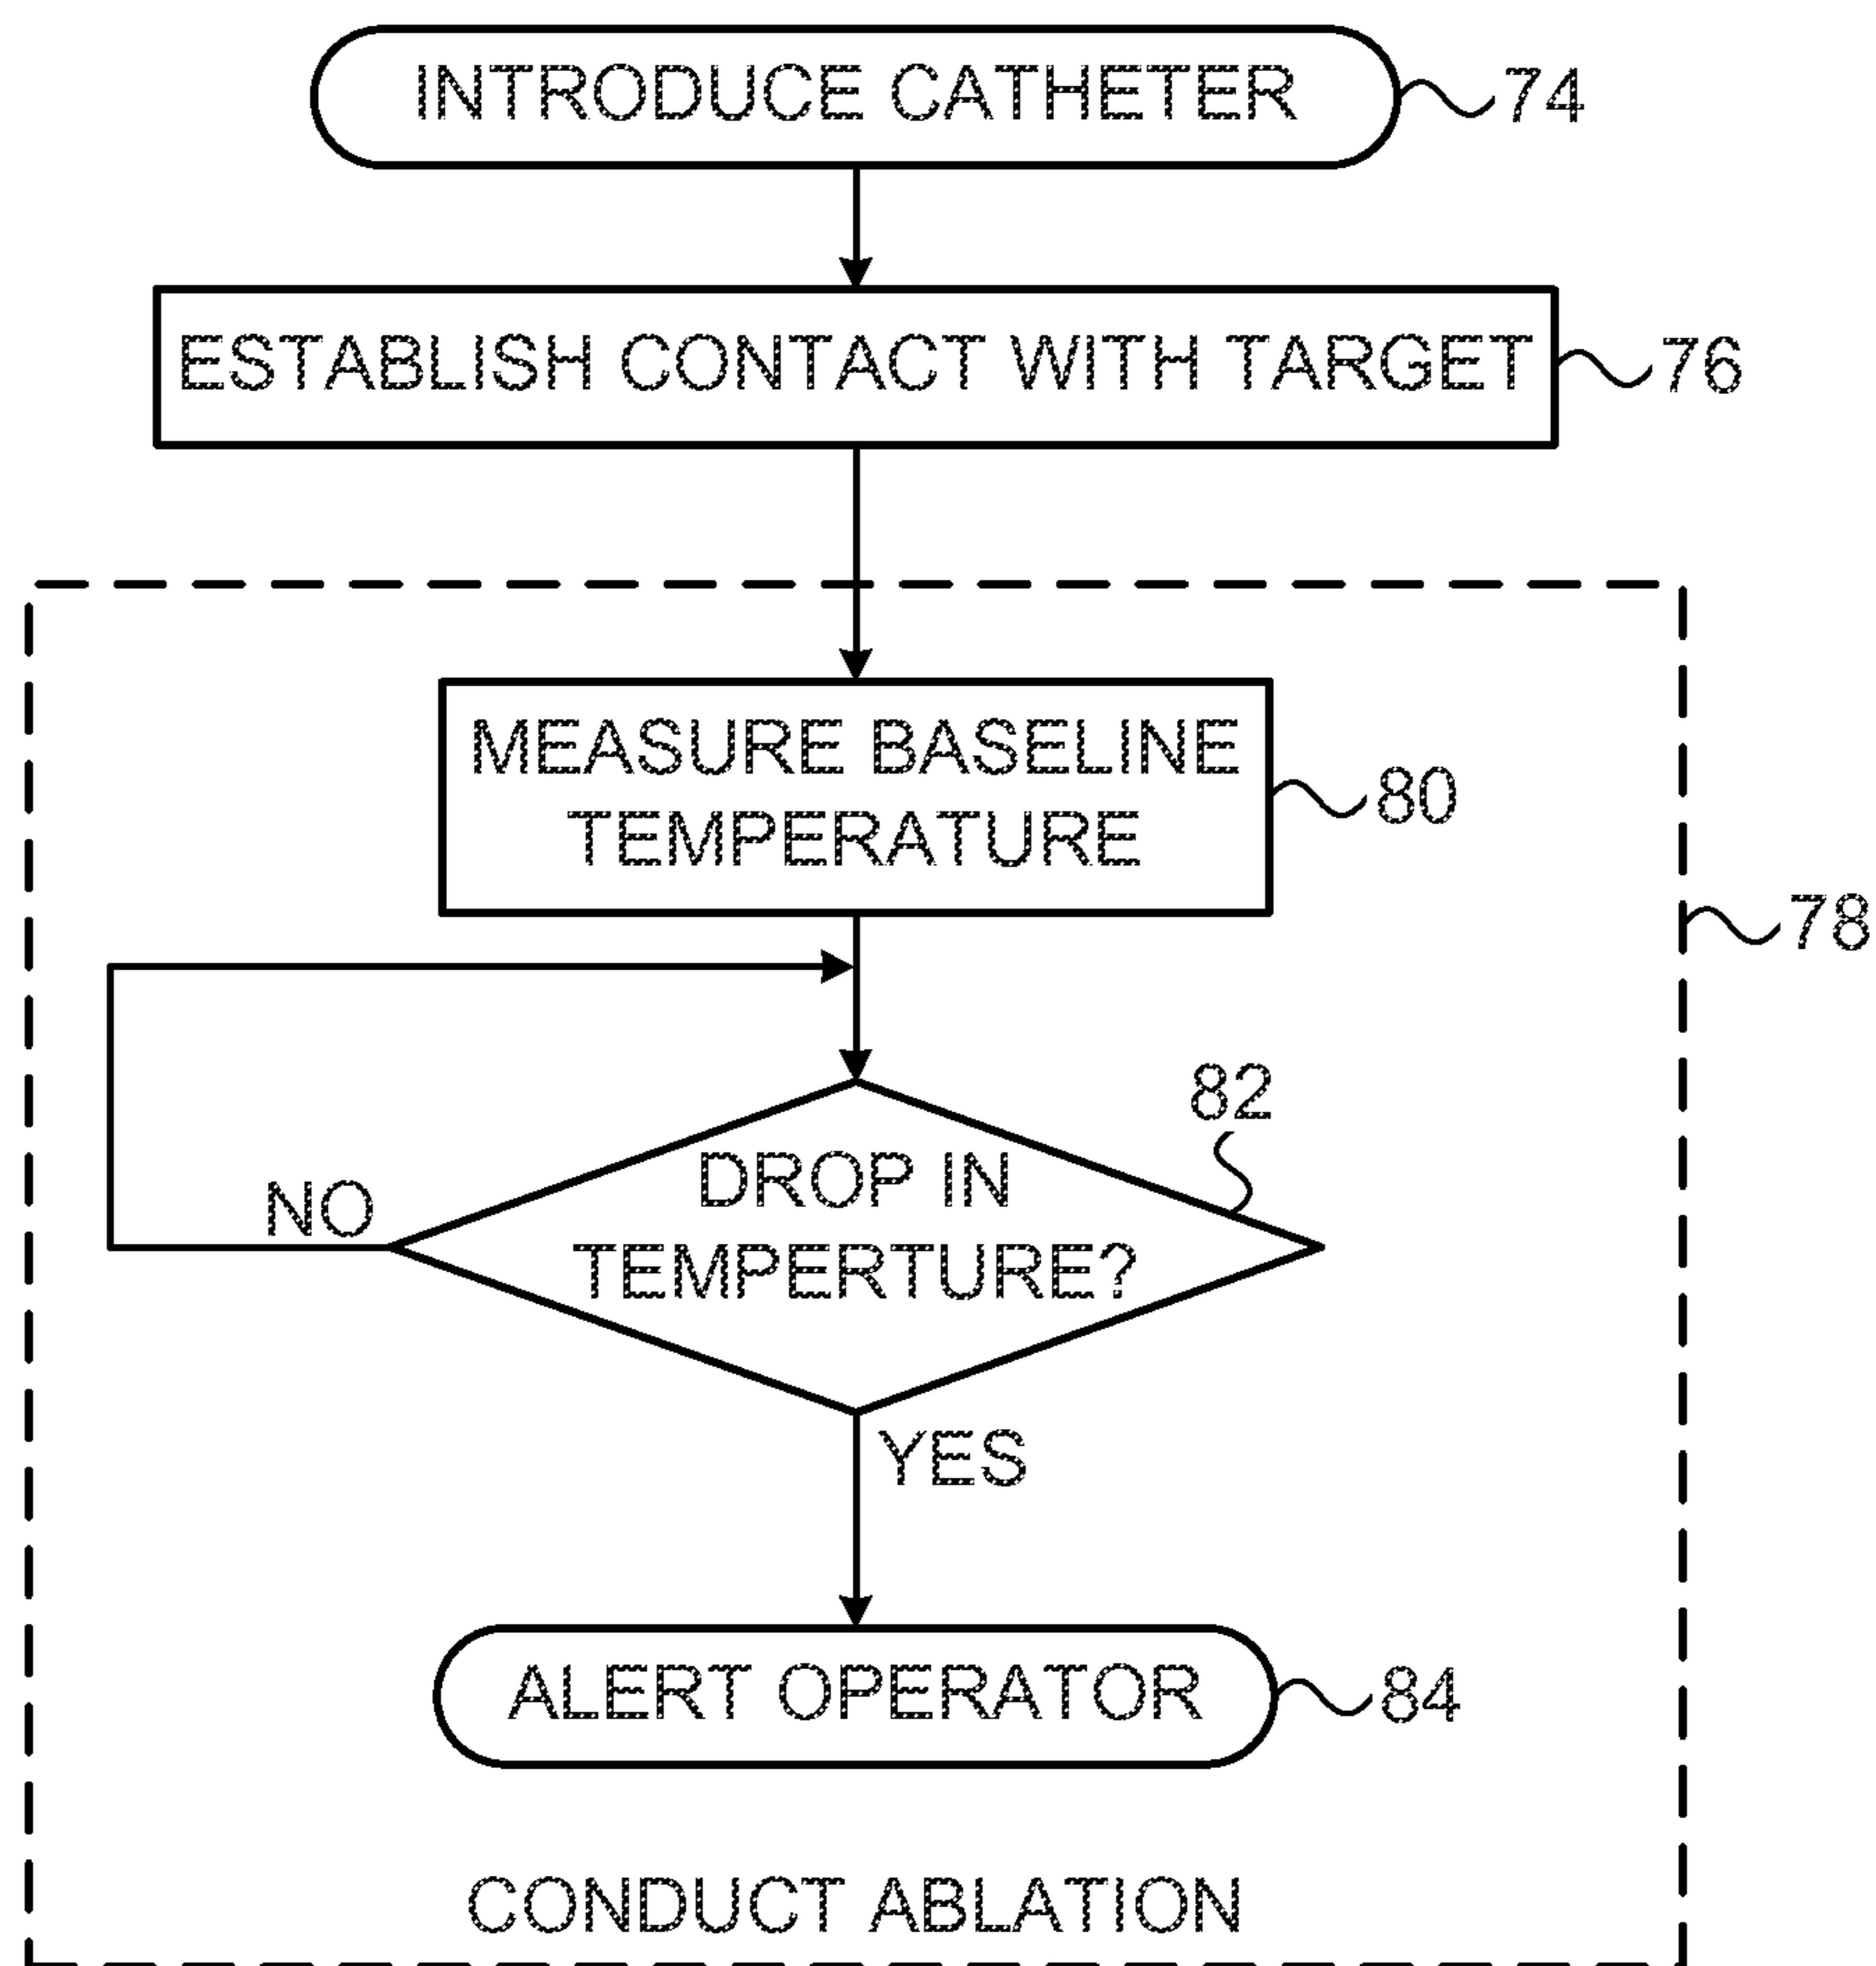 INTRODUCE CATHETER
74
ESTABLISH CONTACT WITH TARGET
76
MEASURE BASELINE
TEMPERATURE
80
78
82
DROP IN
TEMPERTURE?
NO
YES
ALERT OPERATOR
84
CONDUCT ABLATION